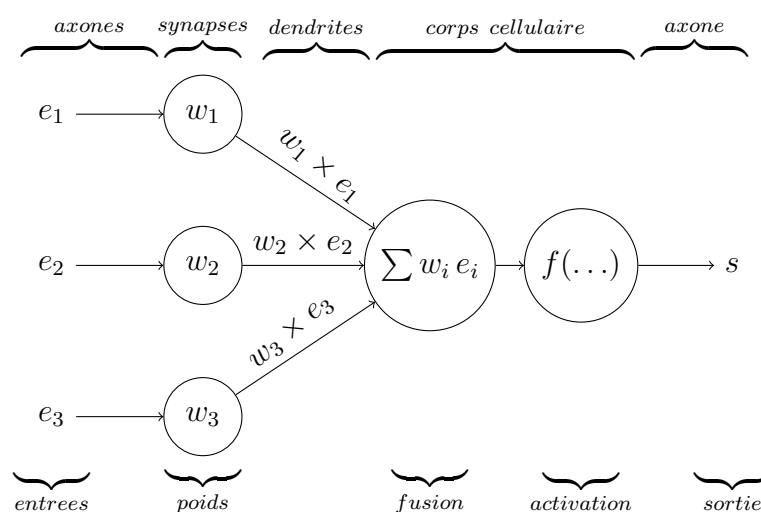 axones synapses dendrites corps cellulaire axone
e₁ w₁
w₁ × e₁
e₂ w₂ w₂ × e₂ ∑ wᵢ eᵢ f(...) s
w₃ × e₃
e₃ w₃
entrees poids fusion activation sortie